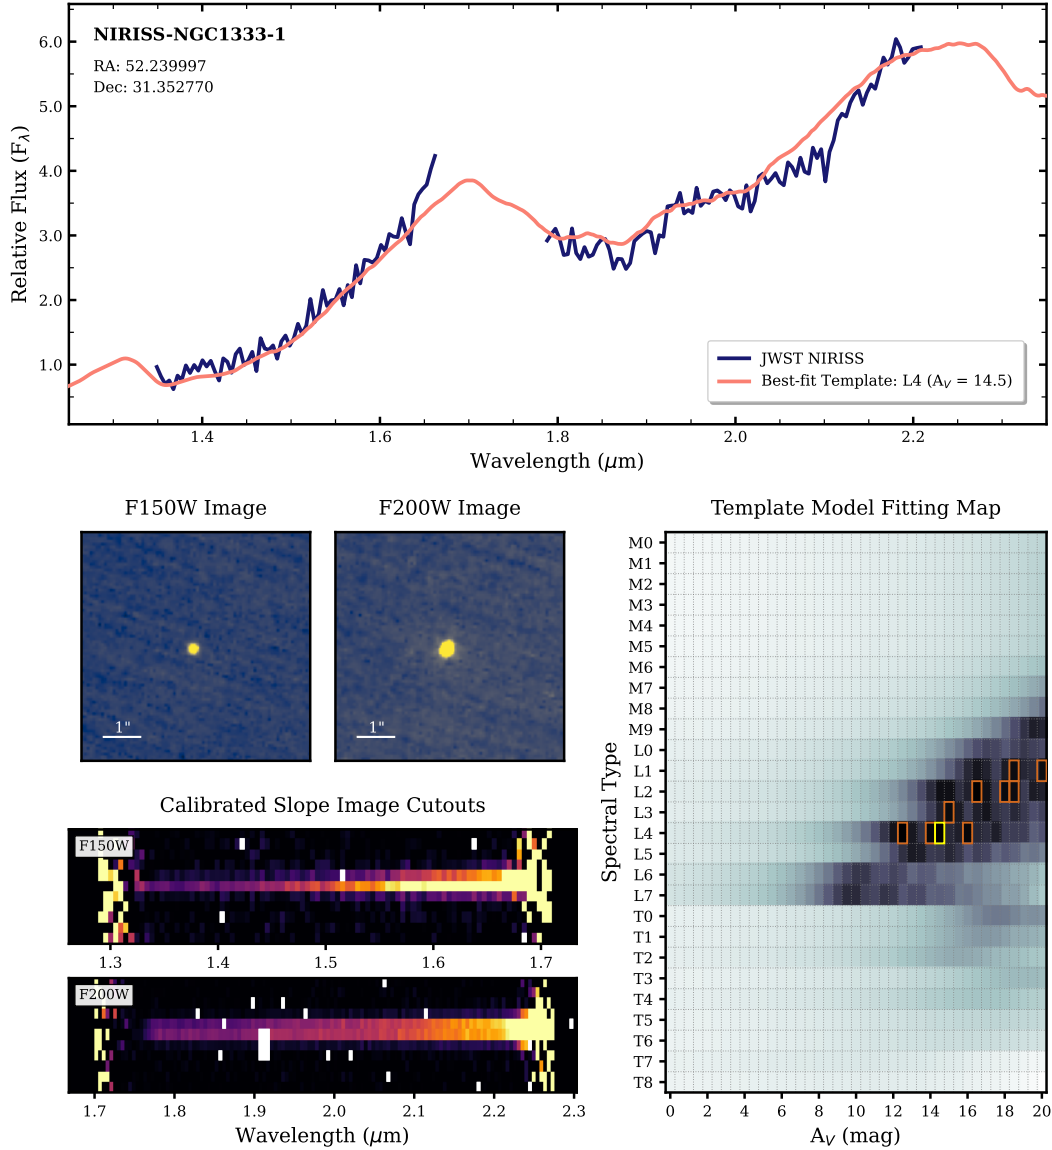 NIRISS-NGC1333-1
RA: 52.239997
Dec: 31.352770
6.0
5.0
4.0
3.0
2.0
1.0
Relative Flux (Fλ)
JWST NIRISS
Best-fit Template: L4 (AV = 14.5)
1.4
1.6
1.8
2.0
2.2
Wavelength (μm)
F150W Image
1"
F200W Image
1"
Calibrated Slope Image Cutouts
F150W
1.3
1.4
1.5
1.6
1.7
F200W
1.7
1.8
1.9
2.0
2.1
2.2
2.3
Wavelength (μm)
Template Model Fitting Map
Spectral Type
M0
M1
M2
M3
M4
M5
M6
M7
M8
M9
L0
L1
L2
L3
L4
L5
L6
L7
T0
T1
T2
T3
T4
T5
T6
T7
T8
0
2
4
6
8
10
12
14
16
18
20
AV (mag)